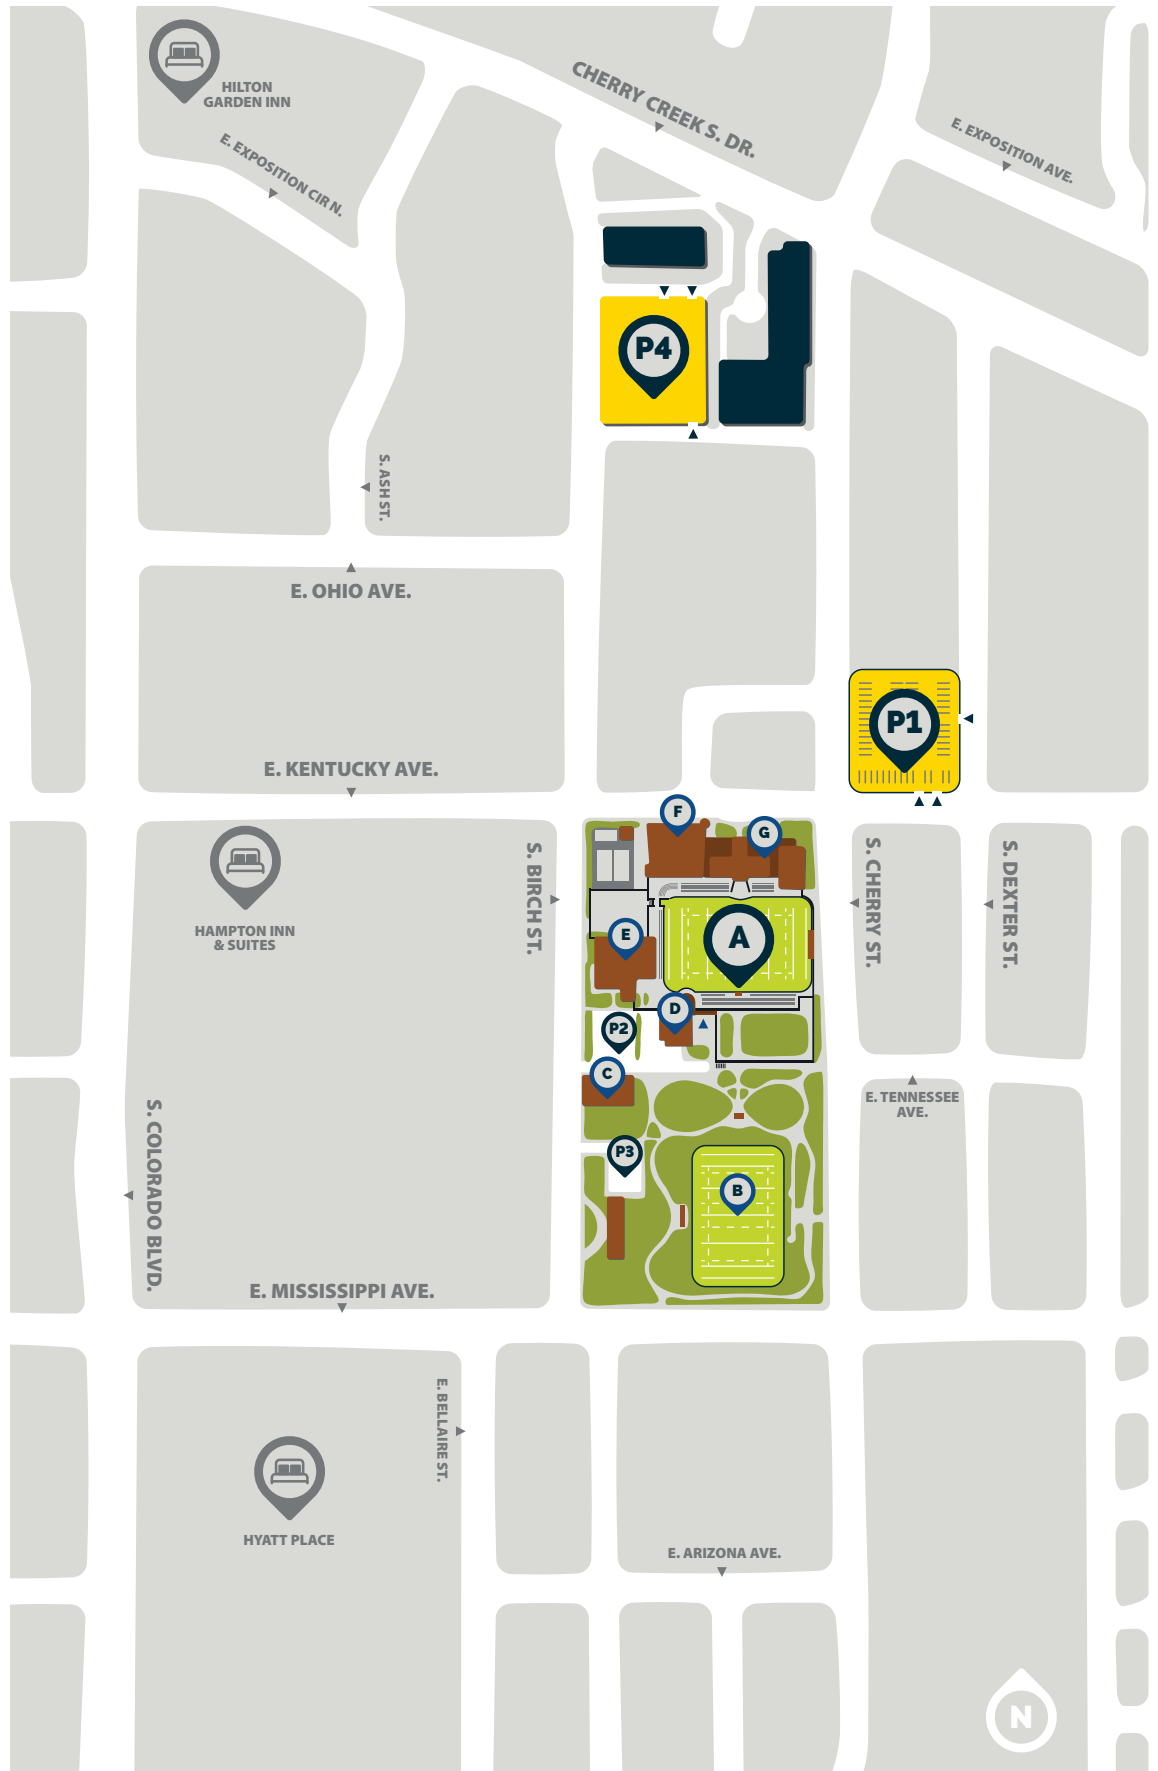 HILTON
GARDEN INN
CHERRY CREEK S. DR.
E. EXPOSITION AVE.
E. EXPOSITION CIR N.
P4
S. ASH ST.
E. OHIO AVE.
P1
E. KENTUCKY AVE.
F
G
S. BIRCH ST.
S. CHERRY ST.
S. DEXTER ST.
HAMPTON INN
& SUITES
E
A
D
P2
C
E. TENNESSEE
AVE.
S. COLORADO BLVD.
P3
B
E. MISSISSIPPI AVE.
E. BELLAIRE ST.
HYATT PLACE
E. ARIZONA AVE.
N